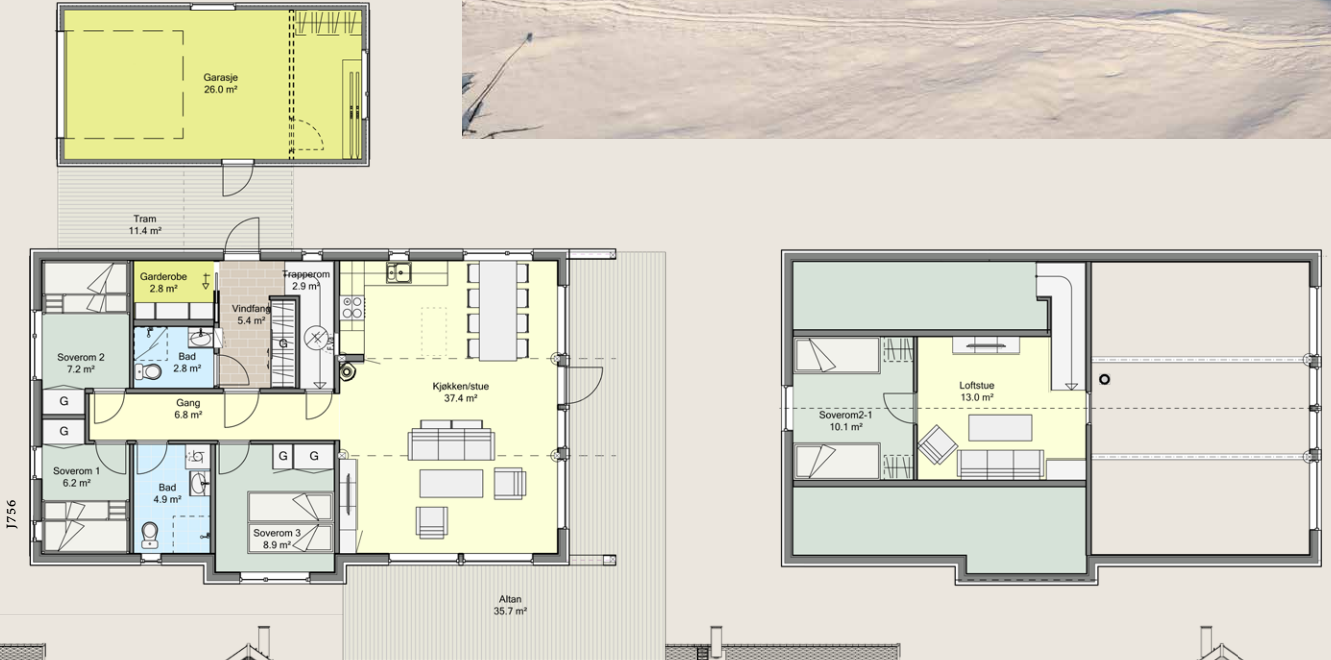 Garasje
26.0 m²
Tram
11.4 m²
Garderobe
2.8 m²
Trapperom
2.9 m²
Vindfang
5.4 m²
G
Bad
2.8 m²
Soverom 2
7.2 m²
G
Gang
6.8 m²
Kjøkken/stue
37.4 m²
G
G
G
Soverom 1
6.2 m²
Bad
4.9 m²
Soverom 3
8.9 m²
Altan
35.7 m²
J756
Loftstue
13.0 m²
Soverom2-1
10.1 m²